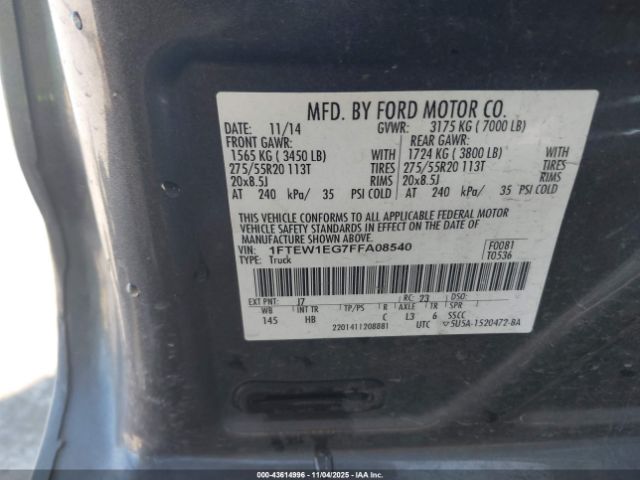 MFD. BY FORD MOTOR CO.
DATE: 11/14 GVWR: 3175 KG ( 7000 LB)
FRONT GAWR: REAR GAWR:
1565 KG ( 3450 LB) WITH 1724 KG ( 3800 LB) WITH
275/55R20 113T TIRES 275/55R20 113T TIRES
20x8.5J RIMS 20x8.5J RIMS
AT 240 kPa/ 35 PSI COLD AT 240 kPa/ 35 PSI COLD
THIS VEHICLE CONFORMS TO ALL APPLICABLE FEDERAL MOTOR
VEHICLE SAFETY STANDARDS IN EFFECT ON THE DATE OF
MANUFACTURE SHOWN ABOVE.
VIN: 1FTEW1EG7FFA08540 F0081
TYPE: Truck T0536
EXT PNT: J7 RC: 23 DSO:
WB INT TR TP/PS R AXLE TR SPR
145 HB C L3 6 SSCC
2201411208881 UTC 5U5A-1520472-BA
00-43614996 - 11/04/2025 - COPYRIGHT IAA, LLC.